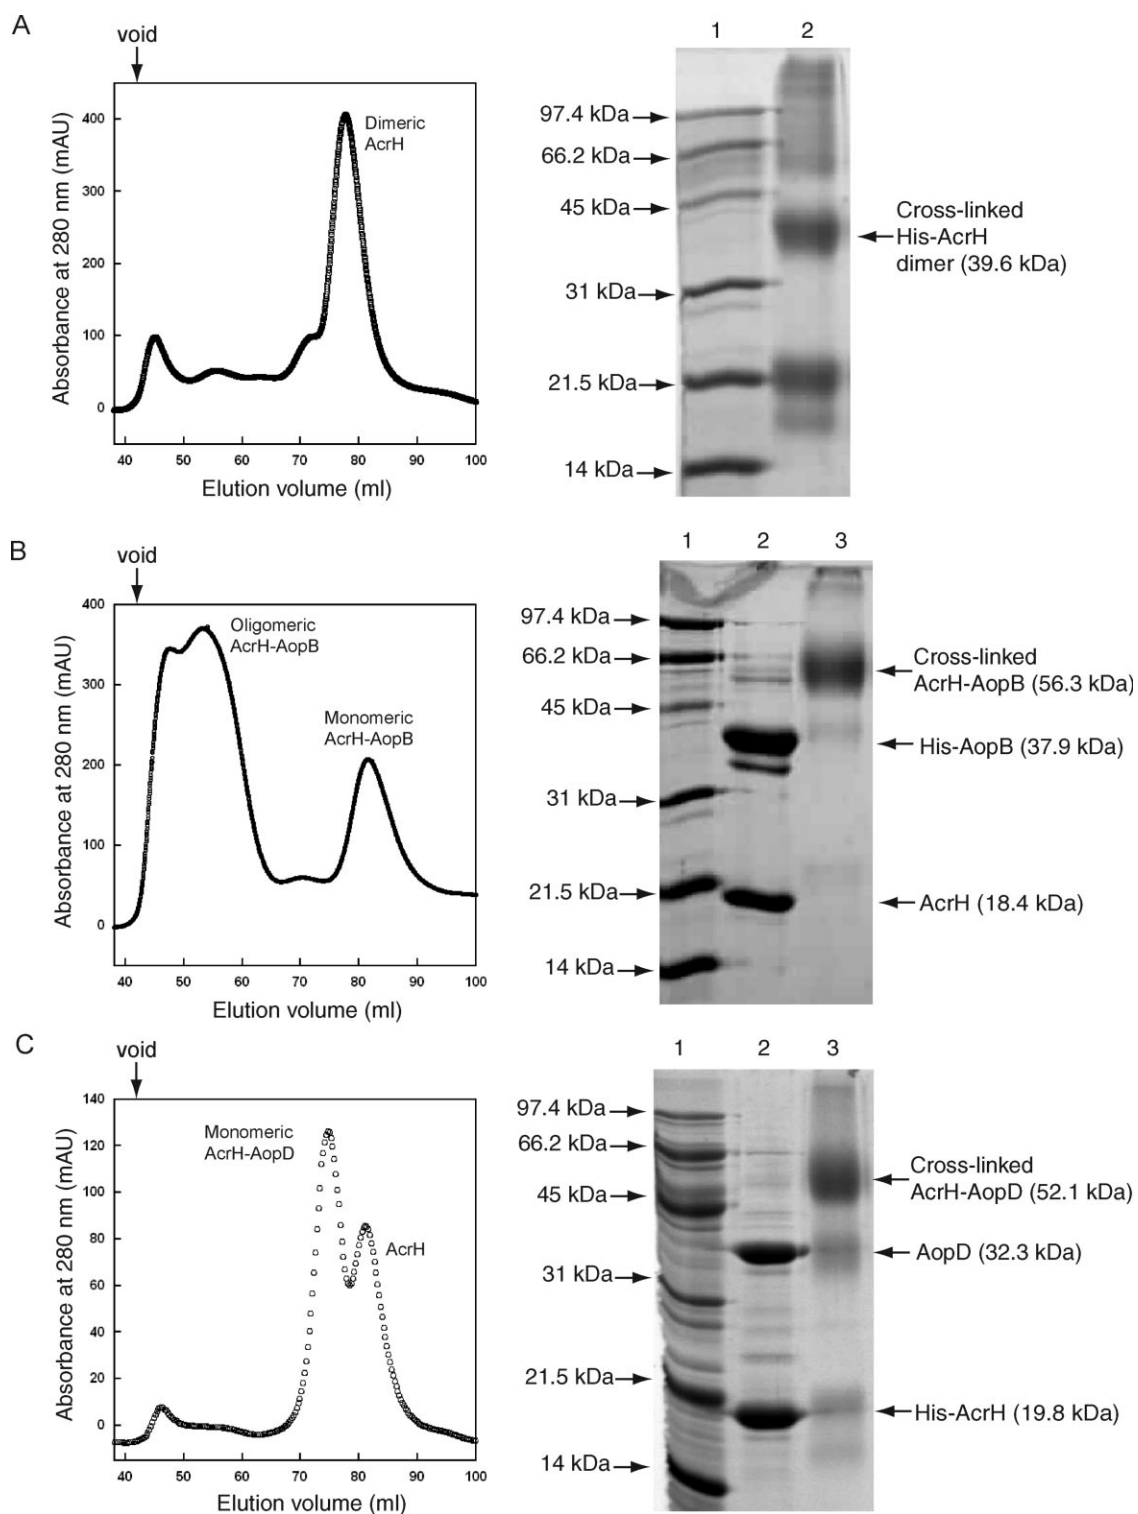 A
void
Absorbance at 280 nm (mAU)
400
300
200
100
0
Dimeric
AcrH
40 50 60 70 80 90 100
Elution volume (ml)
1 2
97.4 kDa
66.2 kDa
45 kDa
31 kDa
21.5 kDa
14 kDa
Cross-linked
His-AcrH
dimer (39.6 kDa)
B
void
Absorbance at 280 nm (mAU)
400
300
200
100
0
Oligomeric
AcrH-AopB
Monomeric
AcrH-AopB
40 50 60 70 80 90 100
Elution volume (ml)
1 2 3
97.4 kDa
66.2 kDa
45 kDa
31 kDa
21.5 kDa
14 kDa
Cross-linked
AcrH-AopB (56.3 kDa)
His-AopB (37.9 kDa)
AcrH (18.4 kDa)
C
void
Absorbance at 280 nm (mAU)
140
120
100
80
60
40
20
0
Monomeric
AcrH-AopD
AcrH
40 50 60 70 80 90 100
Elution volume (ml)
1 2 3
97.4 kDa
66.2 kDa
45 kDa
31 kDa
21.5 kDa
14 kDa
Cross-linked
AcrH-AopD (52.1 kDa)
AopD (32.3 kDa)
His-AcrH (19.8 kDa)